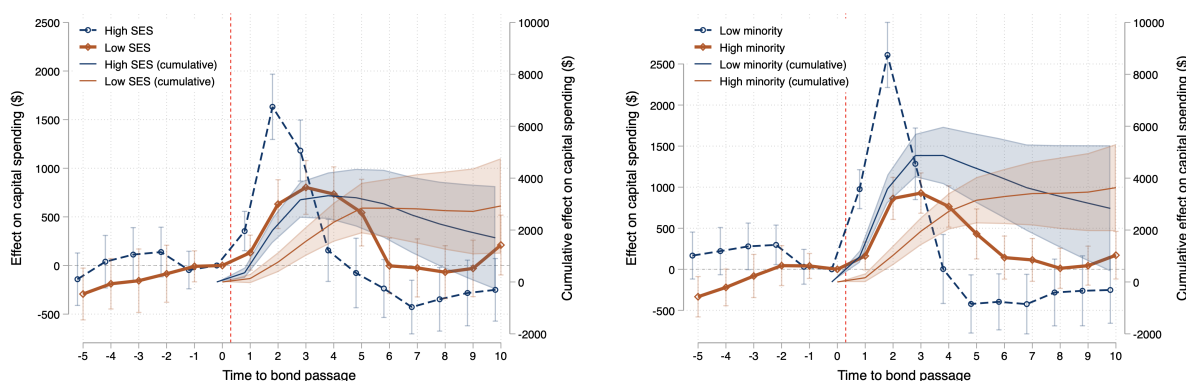 High SES
Low SES
High SES (cumulative)
Low SES (cumulative)
Effect on capital spending ($)
2500
2000
1500
1000
500
0
-500
10000
8000
6000
4000
2000
0
-2000
Cumulative effect on capital spending ($)
-5 -4 -3 -2 -1 0 1 2 3 4 5 6 7 8 9 10
Time to bond passage
Low minority
High minority
Low minority (cumulative)
High minority (cumulative)
Effect on capital spending ($)
2500
2000
1500
1000
500
0
-500
10000
8000
6000
4000
2000
0
-2000
Cumulative effect on capital spending ($)
-5 -4 -3 -2 -1 0 1 2 3 4 5 6 7 8 9 10
Time to bond passage